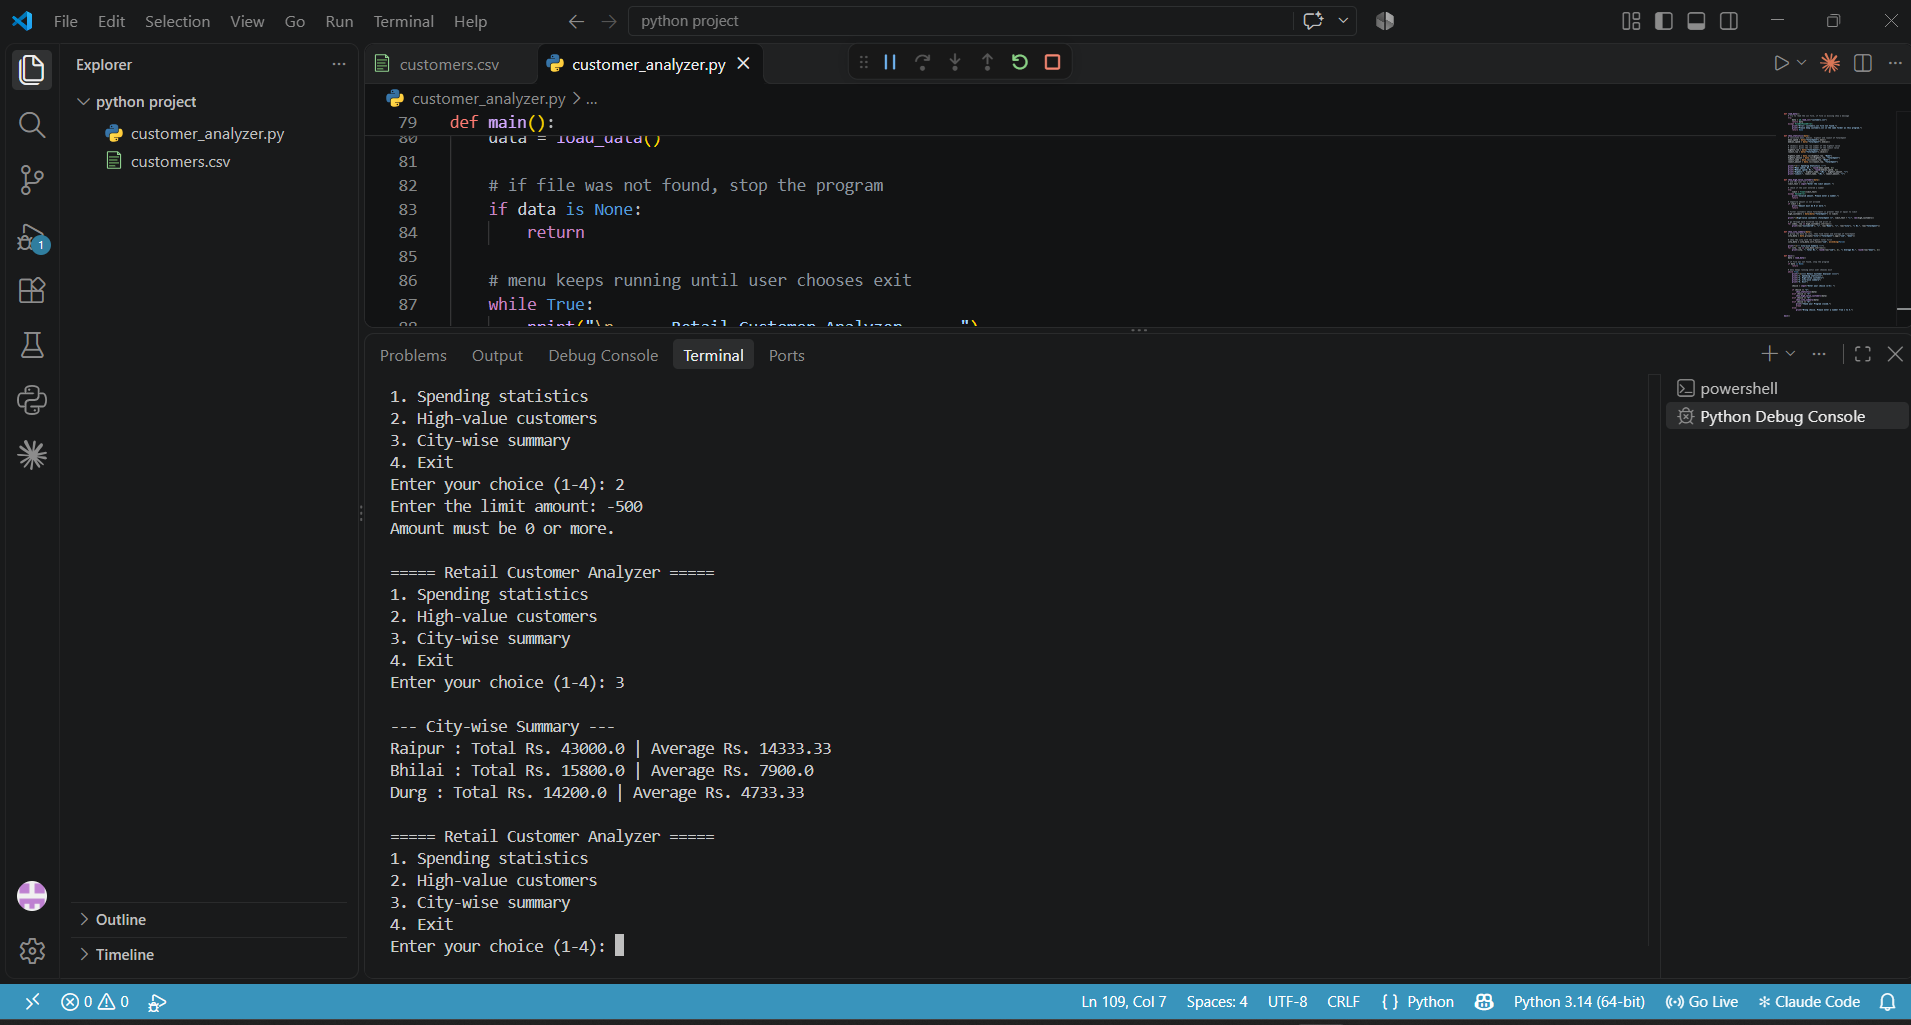 File Edit Selection View Go Run Terminal Help
python project
Explorer
python project
customer_analyzer.py
customers.csv
Outline
Timeline
customers.csv
customer_analyzer.py
customer_analyzer.py > ...
79 def main():
80 data = load_data()
81
82 # if file was not found, stop the program
83 if data is None:
84 return
85
86 # menu keeps running until user chooses exit
87 while True:
88 print("\n===== Retail Customer Analyzer =====")
1
Problems Output Debug Console Terminal Ports
1. Spending statistics
2. High-value customers
3. City-wise summary
4. Exit
Enter your choice (1-4): 2
Enter the limit amount: -500
Amount must be 0 or more.
===== Retail Customer Analyzer =====
1. Spending statistics
2. High-value customers
3. City-wise summary
4. Exit
Enter your choice (1-4): 3
--- City-wise Summary ---
Raipur : Total Rs. 43000.0 | Average Rs. 14333.33
Bhilai : Total Rs. 15800.0 | Average Rs. 7900.0
Durg : Total Rs. 14200.0 | Average Rs. 4733.33
===== Retail Customer Analyzer =====
1. Spending statistics
2. High-value customers
3. City-wise summary
4. Exit
Enter your choice (1-4):
powershell
Python Debug Console
0 0
Ln 109, Col 7 Spaces: 4 UTF-8 CRLF { } Python Python 3.14 (64-bit) Go Live Claude Code